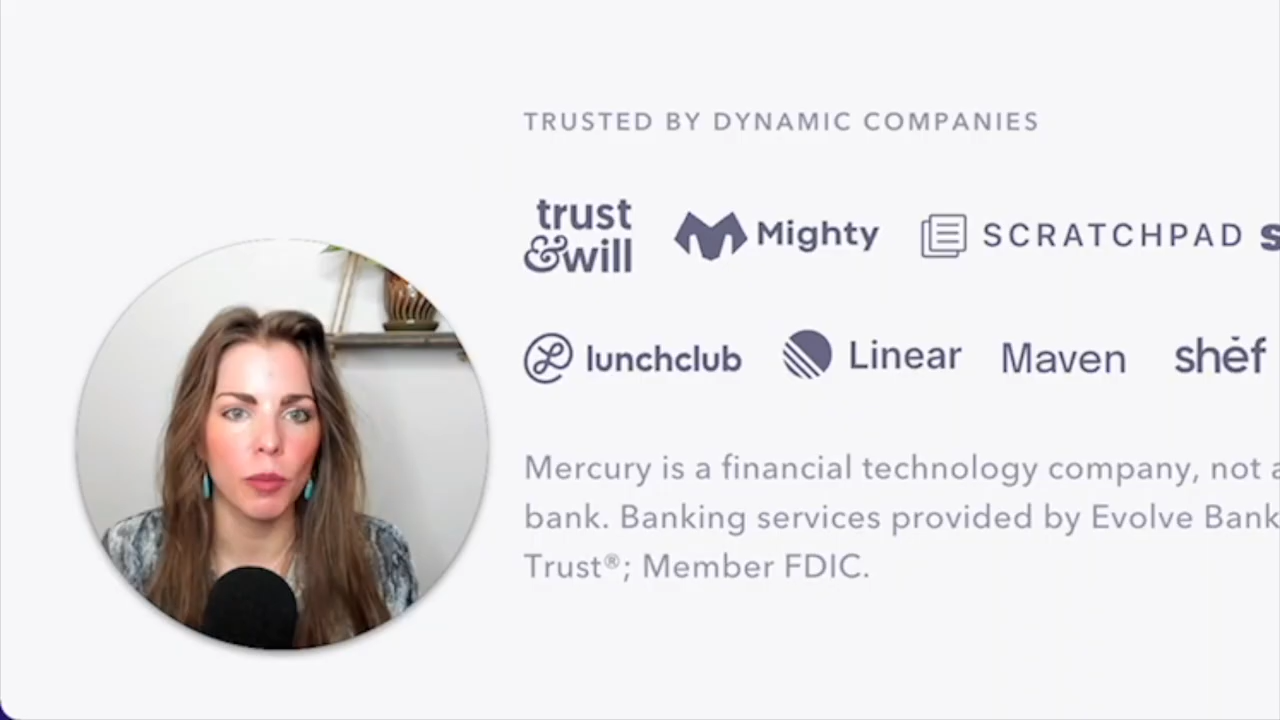 TRUSTED BY DYNAMIC COMPANIES
trust
&will
Mighty
SCRATCHPAD
lunchclub
Linear
Maven
shef
Mercury is a financial technology company, not
bank. Banking services provided by Evolve Bank
Trust®; Member FDIC.